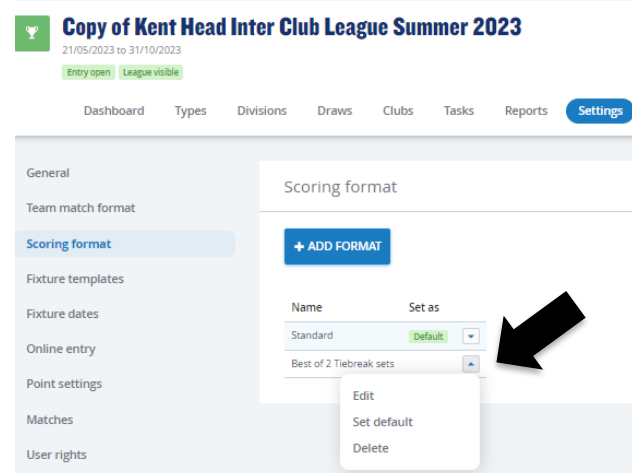 Copy of Kent Head Inter Club League Summer 2023
21/05/2023 to 31/10/2023
Entry open League visible
Dashboard Types Divisions Draws Clubs Tasks Reports Settings
General
Team match format
Scoring format
Fixture templates
Fixture dates
Online entry
Point settings
Matches
User rights
Scoring format
+ ADD FORMAT
Name Set as
Standard Default
Best of 2 Tiebreak sets
Edit
Set default
Delete